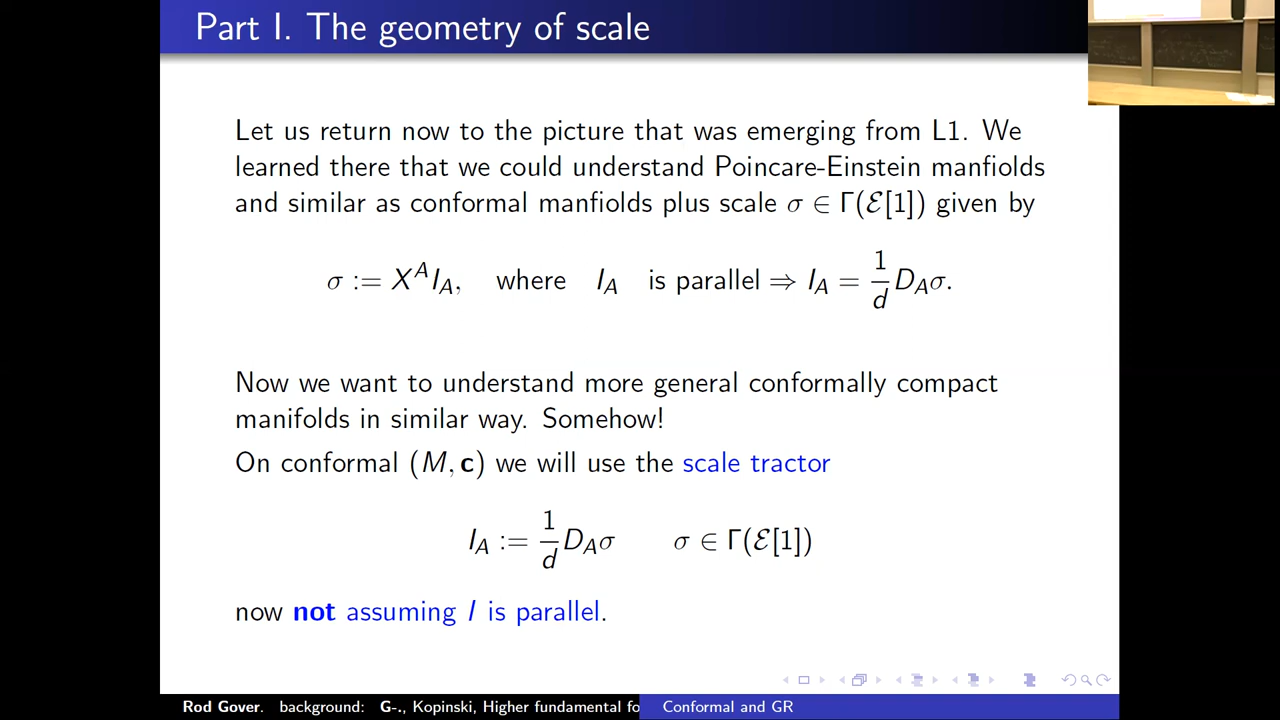 Part I. The geometry of scale
Let us return now to the picture that was emerging from L1. We
learned there that we could understand Poincare-Einstein manfiolds
and similar as conformal manfiolds plus scale σ ∈ Γ(ℰ[1]) given by
σ := X^A I_A, where I_A is parallel ⇒ I_A = \frac{1}{d} D_A σ.
Now we want to understand more general conformally compact
manifolds in similar way. Somehow!
On conformal (M, c) we will use the scale tractor
I_A := \frac{1}{d} D_A σ σ ∈ Γ(ℰ[1])
now not assuming I is parallel.
Rod Gover. background: G-., Kopinski, Higher fundamental fo Conformal and GR